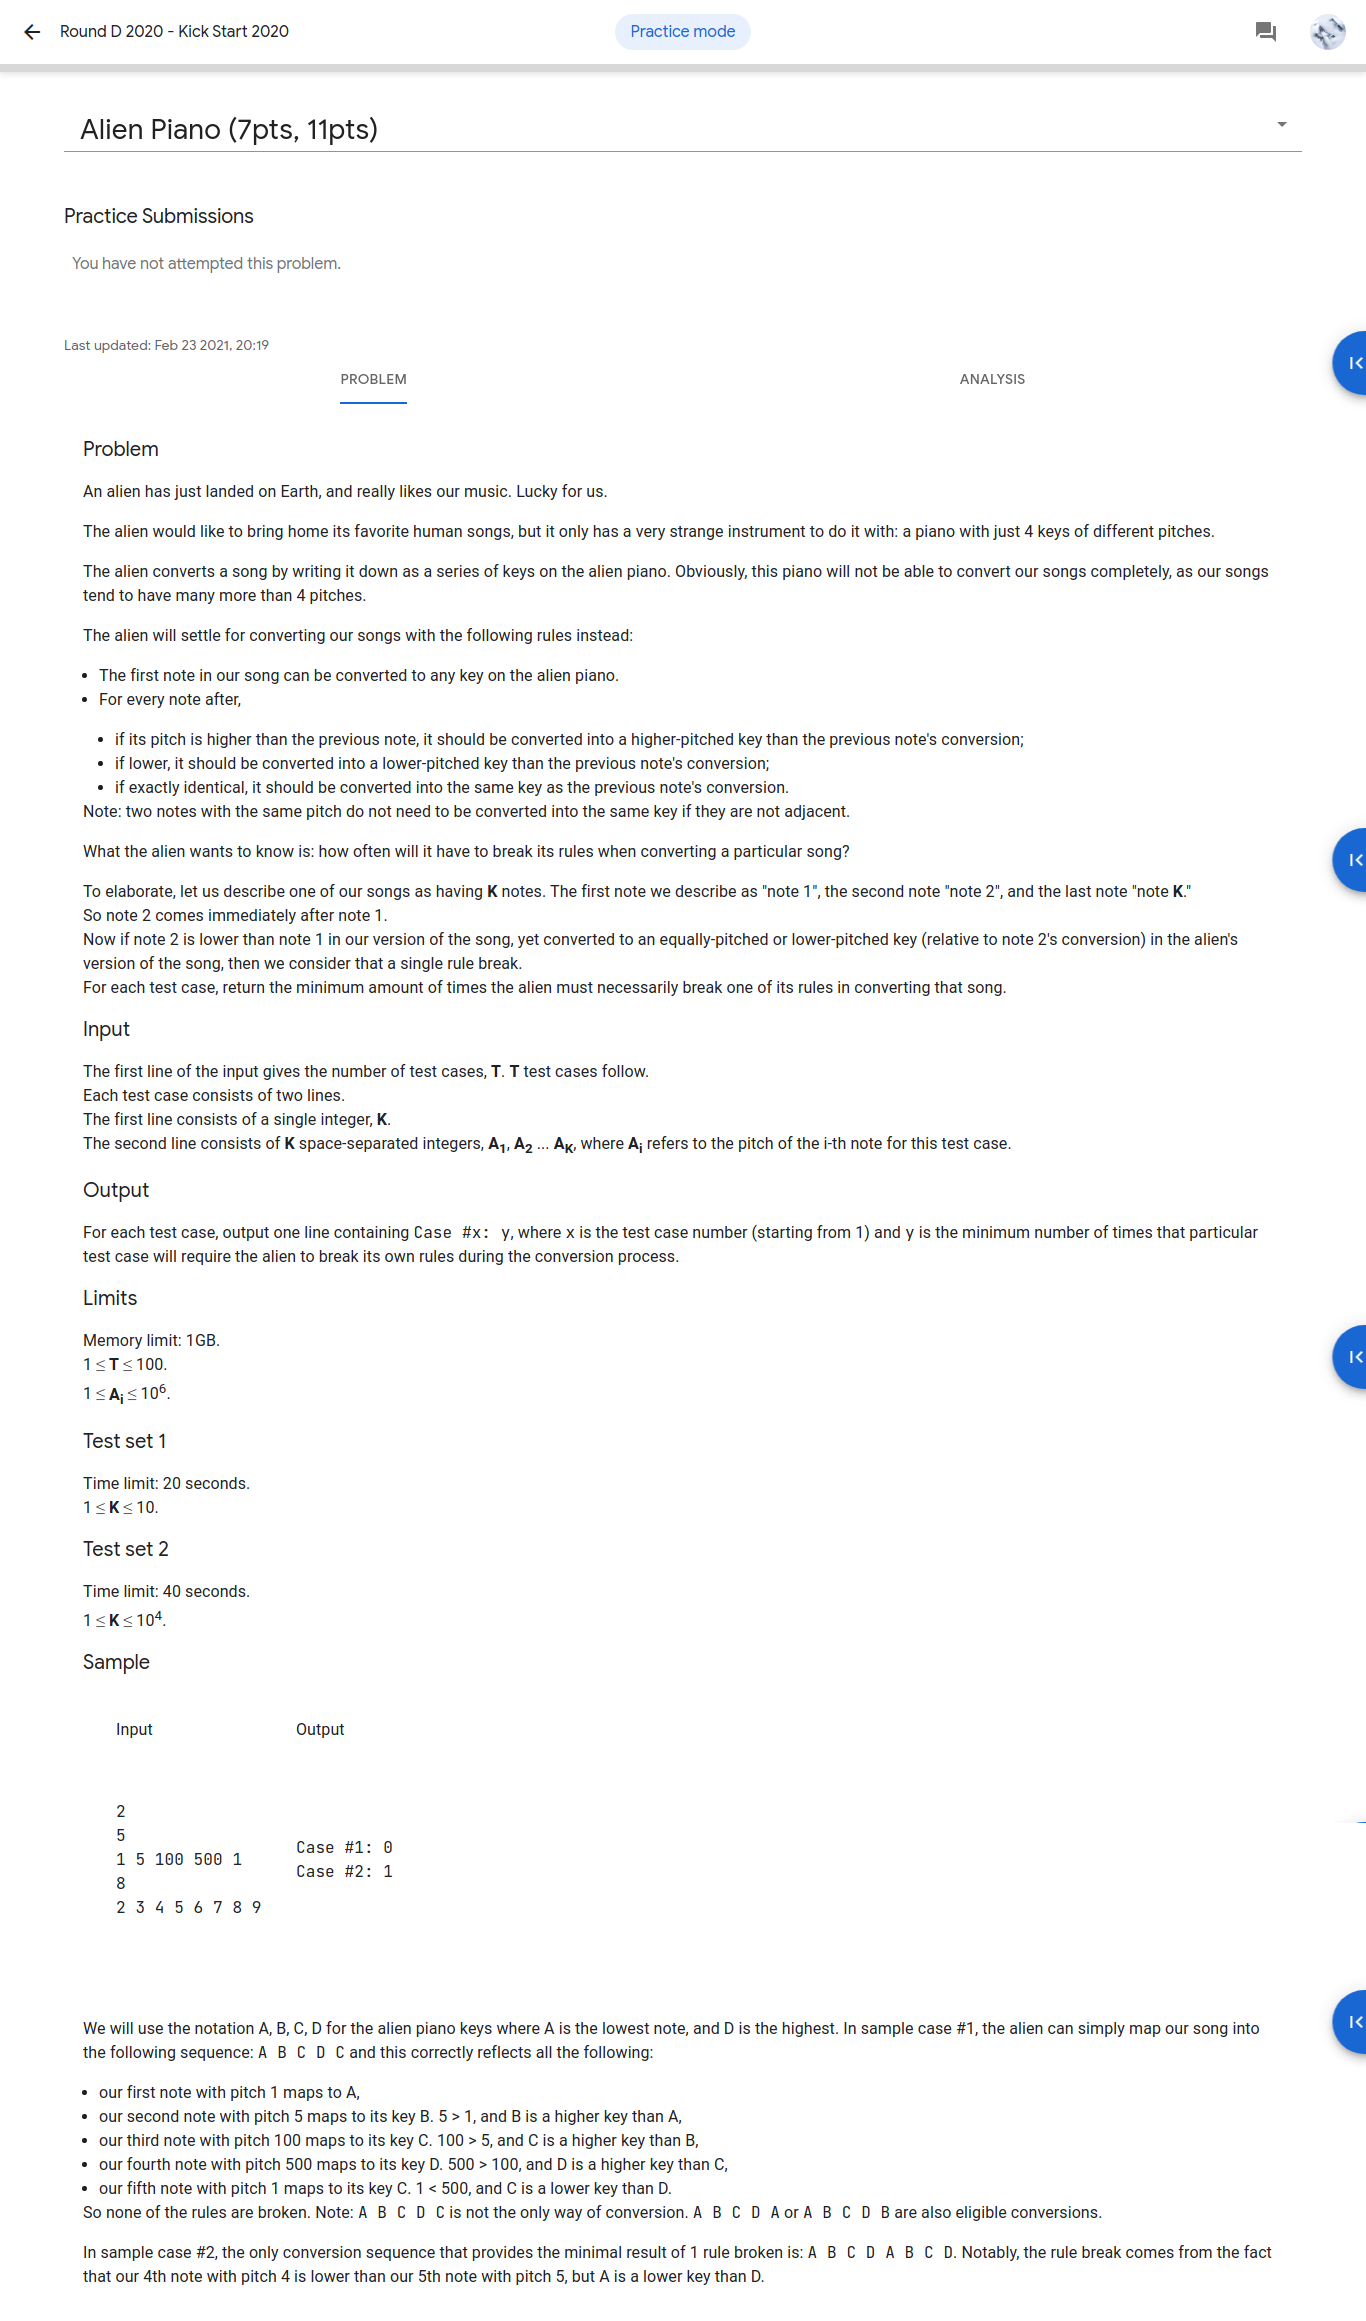 Round D 2020 - Kick Start 2020
Practice mode
Alien Piano (7pts, 11pts)
Practice Submissions
You have not attempted this problem.
Last updated: Feb 23 2021, 20:19
PROBLEM
ANALYSIS
Problem
An alien has just landed on Earth, and really likes our music. Lucky for us.
The alien would like to bring home its favorite human songs, but it only has a very strange instrument to do it with: a piano with just 4 keys of different pitches.
The alien converts a song by writing it down as a series of keys on the alien piano. Obviously, this piano will not be able to convert our songs completely, as our songs
tend to have many more than 4 pitches.
The alien will settle for converting our songs with the following rules instead:
• The first note in our song can be converted to any key on the alien piano.
• For every note after,
• if its pitch is higher than the previous note, it should be converted into a higher-pitched key than the previous note's conversion;
• if lower, it should be converted into a lower-pitched key than the previous note's conversion;
• if exactly identical, it should be converted into the same key as the previous note's conversion.
Note: two notes with the same pitch do not need to be converted into the same key if they are not adjacent.
What the alien wants to know is: how often will it have to break its rules when converting a particular song?
To elaborate, let us describe one of our songs as having K notes. The first note we describe as "note 1", the second note "note 2", and the last note "note K."
So note 2 comes immediately after note 1.
Now if note 2 is lower than note 1 in our version of the song, yet converted to an equally-pitched or lower-pitched key (relative to note 2's conversion) in the alien's
version of the song, then we consider that a single rule break.
For each test case, return the minimum amount of times the alien must necessarily break one of its rules in converting that song.
Input
The first line of the input gives the number of test cases, T. T test cases follow.
Each test case consists of two lines.
The first line consists of a single integer, K.
The second line consists of K space-separated integers, A1, A2 ... AK, where Ai refers to the pitch of the i-th note for this test case.
Output
For each test case, output one line containing Case #x: y, where x is the test case number (starting from 1) and y is the minimum number of times that particular
test case will require the alien to break its own rules during the conversion process.
Limits
Memory limit: 1GB.
1 ≤ T ≤ 100.
1 ≤ Ai ≤ 10^6.
Test set 1
Time limit: 20 seconds.
1 ≤ K ≤ 10.
Test set 2
Time limit: 40 seconds.
1 ≤ K ≤ 10^4.
Sample
Input
Output
2
5
1 5 100 500 1
8
2 3 4 5 6 7 8 9
Case #1: 0
Case #2: 1
We will use the notation A, B, C, D for the alien piano keys where A is the lowest note, and D is the highest. In sample case #1, the alien can simply map our song into
the following sequence: A B C D C and this correctly reflects all the following:
• our first note with pitch 1 maps to A,
• our second note with pitch 5 maps to its key B. 5 > 1, and B is a higher key than A,
• our third note with pitch 100 maps to its key C. 100 > 5, and C is a higher key than B,
• our fourth note with pitch 500 maps to its key D. 500 > 100, and D is a higher key than C,
• our fifth note with pitch 1 maps to its key C. 1 < 500, and C is a lower key than D.
So none of the rules are broken. Note: A B C D C is not the only way of conversion. A B C D A or A B C D B are also eligible conversions.
In sample case #2, the only conversion sequence that provides the minimal result of 1 rule broken is: A B C D A B C D. Notably, the rule break comes from the fact
that our 4th note with pitch 4 is lower than our 5th note with pitch 5, but A is a lower key than D.